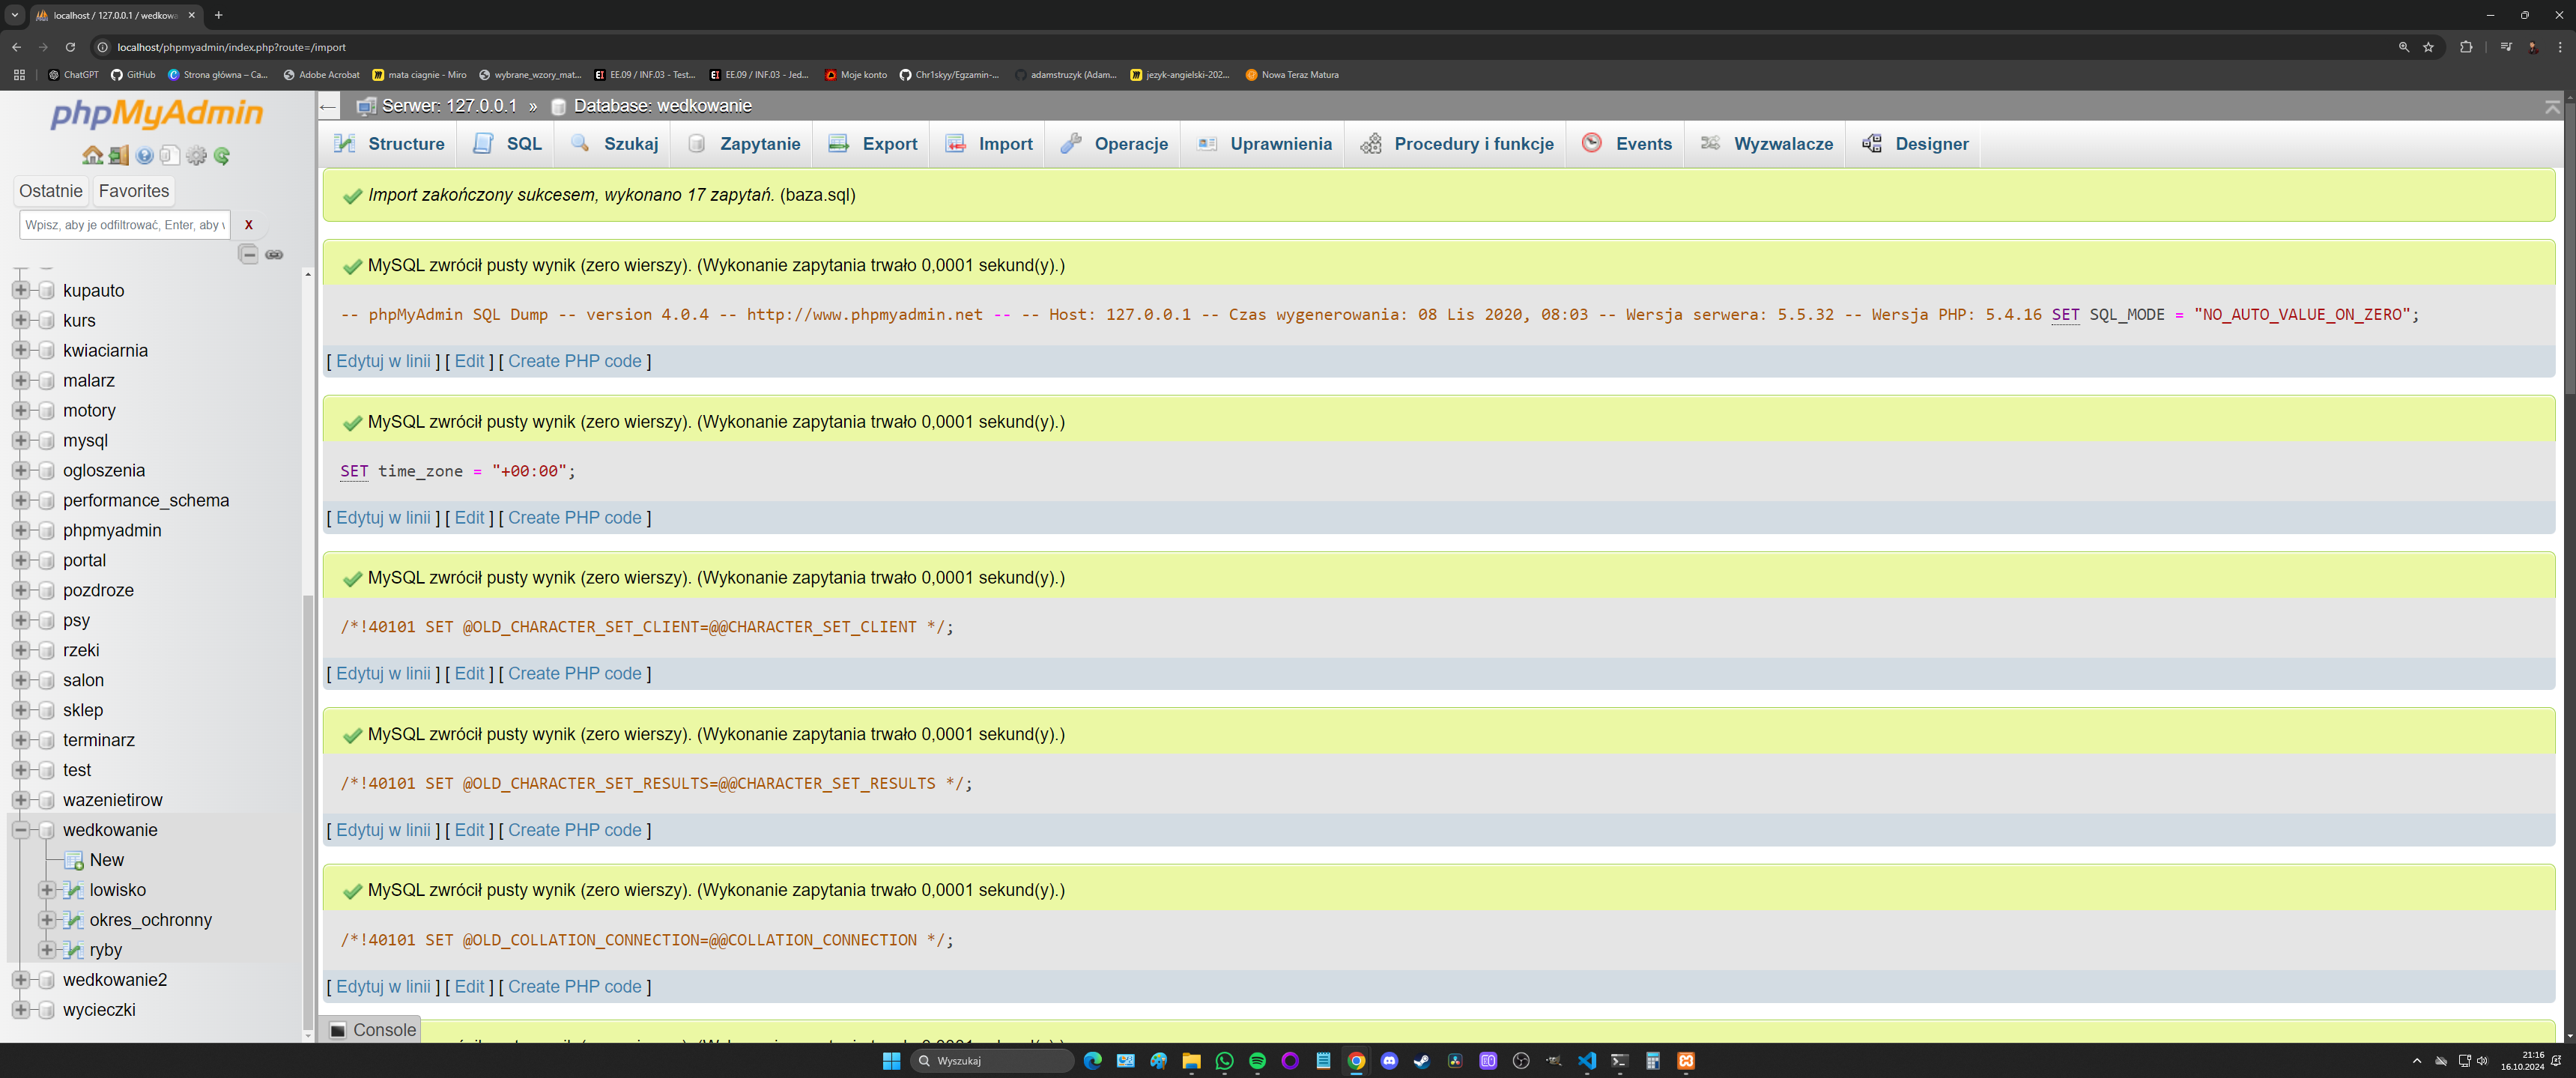 localhost / 127.0.0.1 / wedkowa
localhost/phpmyadmin/index.php?route=/import
ChatGPT
GitHub
Strona główna – Ca...
Adobe Acrobat
mata ciagnie - Miro
wybrane_wzory_mat...
EE.09 / INF.03 - Test...
EE.09 / INF.03 - Jed...
Moje konto
Chr1skyy/Egzamin-...
adamstruzyk (Adam...
jezyk-angielski-202...
Nowa Teraz Matura
phpMyAdmin
Ostatnie
Favorites
Wpisz, aby je odfiltrować, Enter, aby w
X
kupauto
kurs
kwiaciarnia
malarz
motory
mysql
ogloszenia
performance_schema
phpmyadmin
portal
pozdroze
psy
rzeki
salon
sklep
terminarz
test
wazenietirow
wedkowanie
New
lowisko
okres_ochronny
ryby
wedkowanie2
wycieczki
Serwer: 127.0.0.1 » Database: wedkowanie
Structure
SQL
Szukaj
Zapytanie
Export
Import
Operacje
Uprawnienia
Procedury i funkcje
Events
Wyzwalacze
Designer
Import zakończony sukcesem, wykonano 17 zapytań. (baza.sql)
MySQL zwrócił pusty wynik (zero wierszy). (Wykonanie zapytania trwało 0,0001 sekund(y).)
-- phpMyAdmin SQL Dump -- version 4.0.4 -- http://www.phpmyadmin.net -- -- Host: 127.0.0.1 -- Czas wygenerowania: 08 Lis 2020, 08:03 -- Wersja serwera: 5.5.32 -- Wersja PHP: 5.4.16 SET SQL_MODE = "NO_AUTO_VALUE_ON_ZERO";
[ Edytuj w linii ] [ Edit ] [ Create PHP code ]
MySQL zwrócił pusty wynik (zero wierszy). (Wykonanie zapytania trwało 0,0001 sekund(y).)
SET time_zone = "+00:00";
[ Edytuj w linii ] [ Edit ] [ Create PHP code ]
MySQL zwrócił pusty wynik (zero wierszy). (Wykonanie zapytania trwało 0,0001 sekund(y).)
/*!40101 SET @OLD_CHARACTER_SET_CLIENT=@@CHARACTER_SET_CLIENT */;
[ Edytuj w linii ] [ Edit ] [ Create PHP code ]
MySQL zwrócił pusty wynik (zero wierszy). (Wykonanie zapytania trwało 0,0001 sekund(y).)
/*!40101 SET @OLD_CHARACTER_SET_RESULTS=@@CHARACTER_SET_RESULTS */;
[ Edytuj w linii ] [ Edit ] [ Create PHP code ]
MySQL zwrócił pusty wynik (zero wierszy). (Wykonanie zapytania trwało 0,0001 sekund(y).)
/*!40101 SET @OLD_COLLATION_CONNECTION=@@COLLATION_CONNECTION */;
[ Edytuj w linii ] [ Edit ] [ Create PHP code ]
Console
Wyszukaj
21:16
16.10.2024